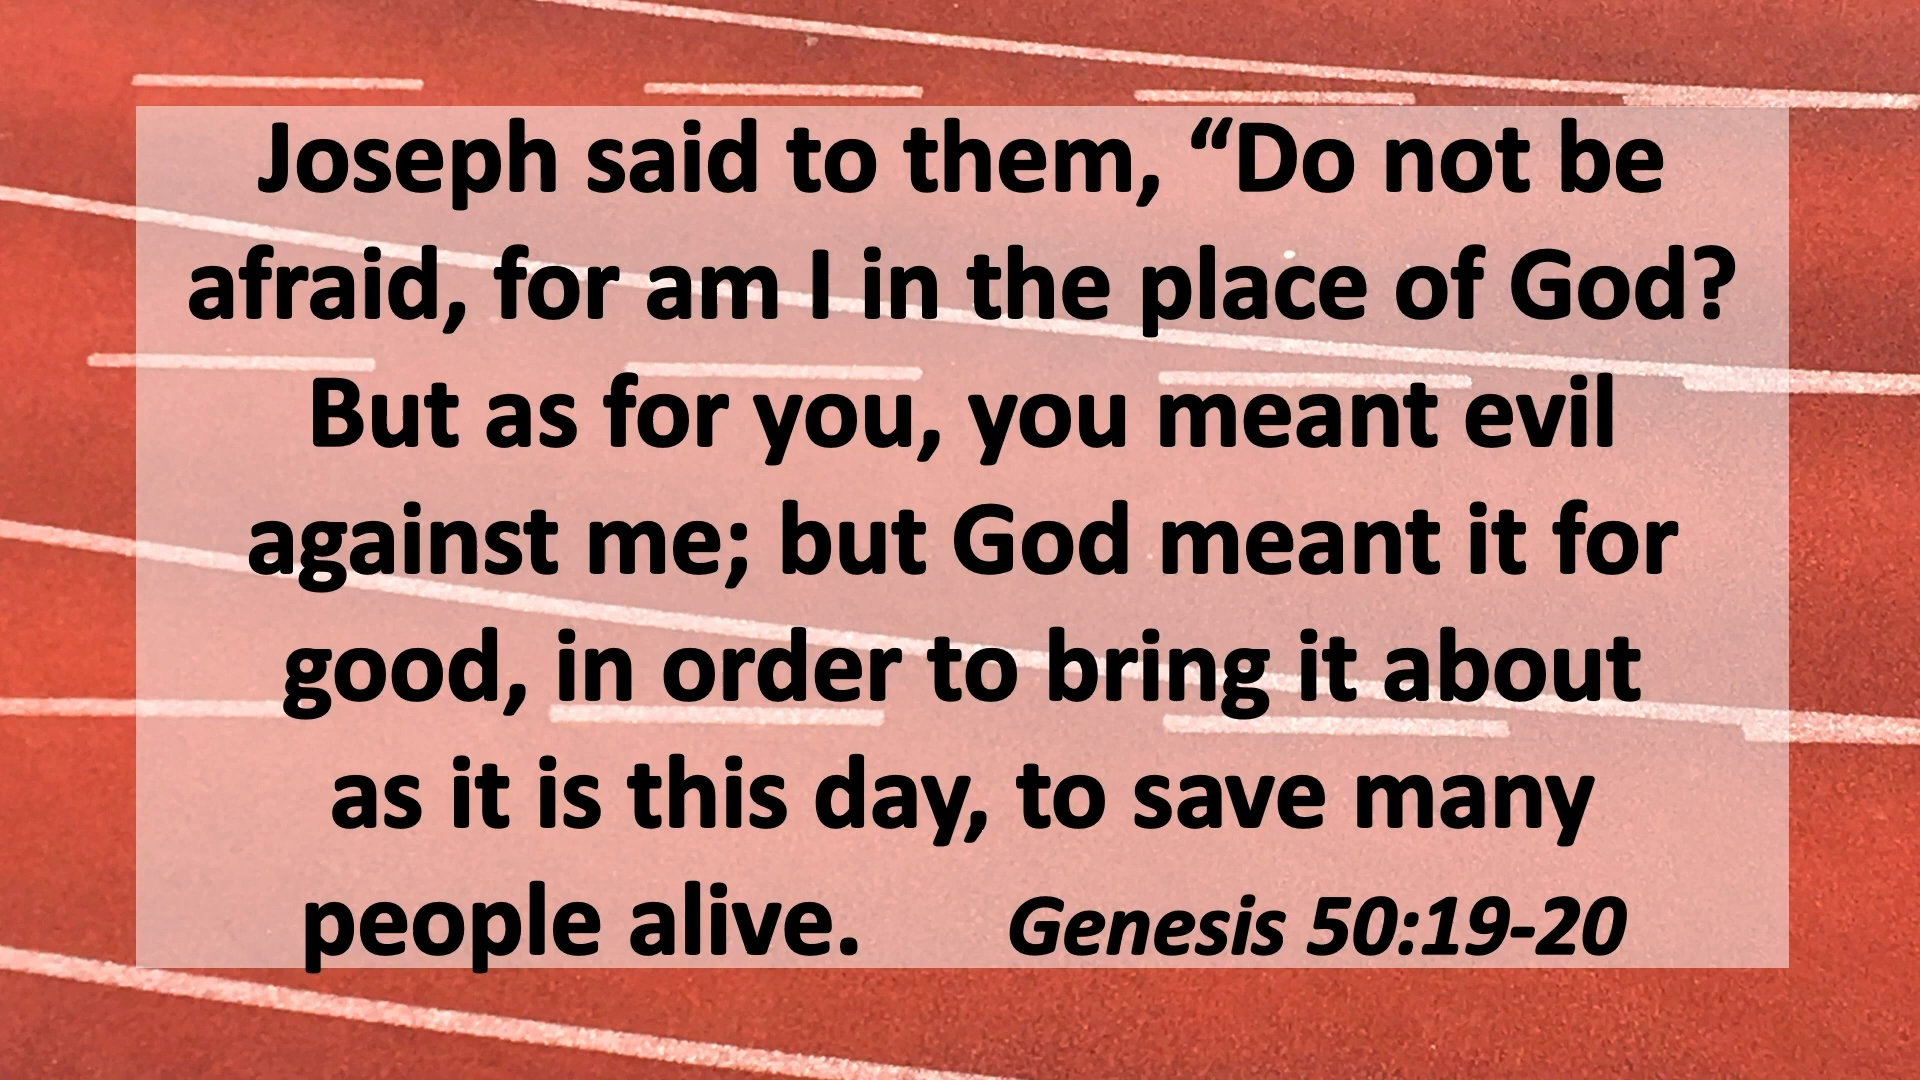 Joseph said to them, “Do not be
afraid, for am I in the place of God?
But as for you, you meant evil
against me; but God meant it for
good, in order to bring it about
as it is this day, to save many
people alive. Genesis 50:19-20